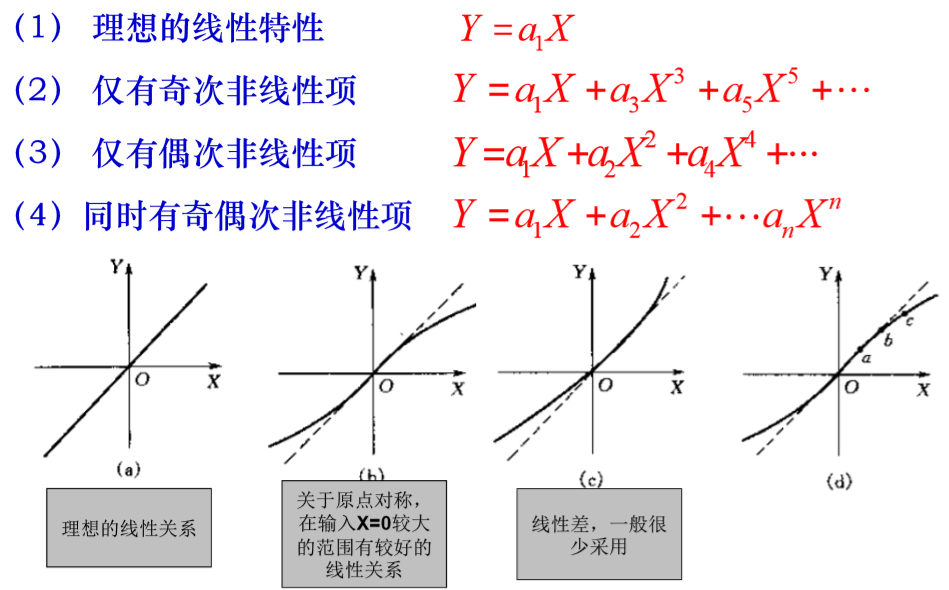 (1) 理想的线性特性 Y = a₁X
(2) 仅有奇次非线性项 Y = a₁X + a₃X³ + a₅X⁵ + ⋯
(3) 仅有偶次非线性项 Y = a₁X + a₂X² + a₄X⁴ + ⋯
(4) 同时有奇偶次非线性项 Y = a₁X + a₂X² + ⋯aₙXⁿ
Y Y Y Y
c
b
a
O X O X O X O X
(a) (b) (c) (d)
理想的线性关系
关于原点对称，
在输入X=0较大
的范围有较好的
线性关系
线性差，一般很
少采用